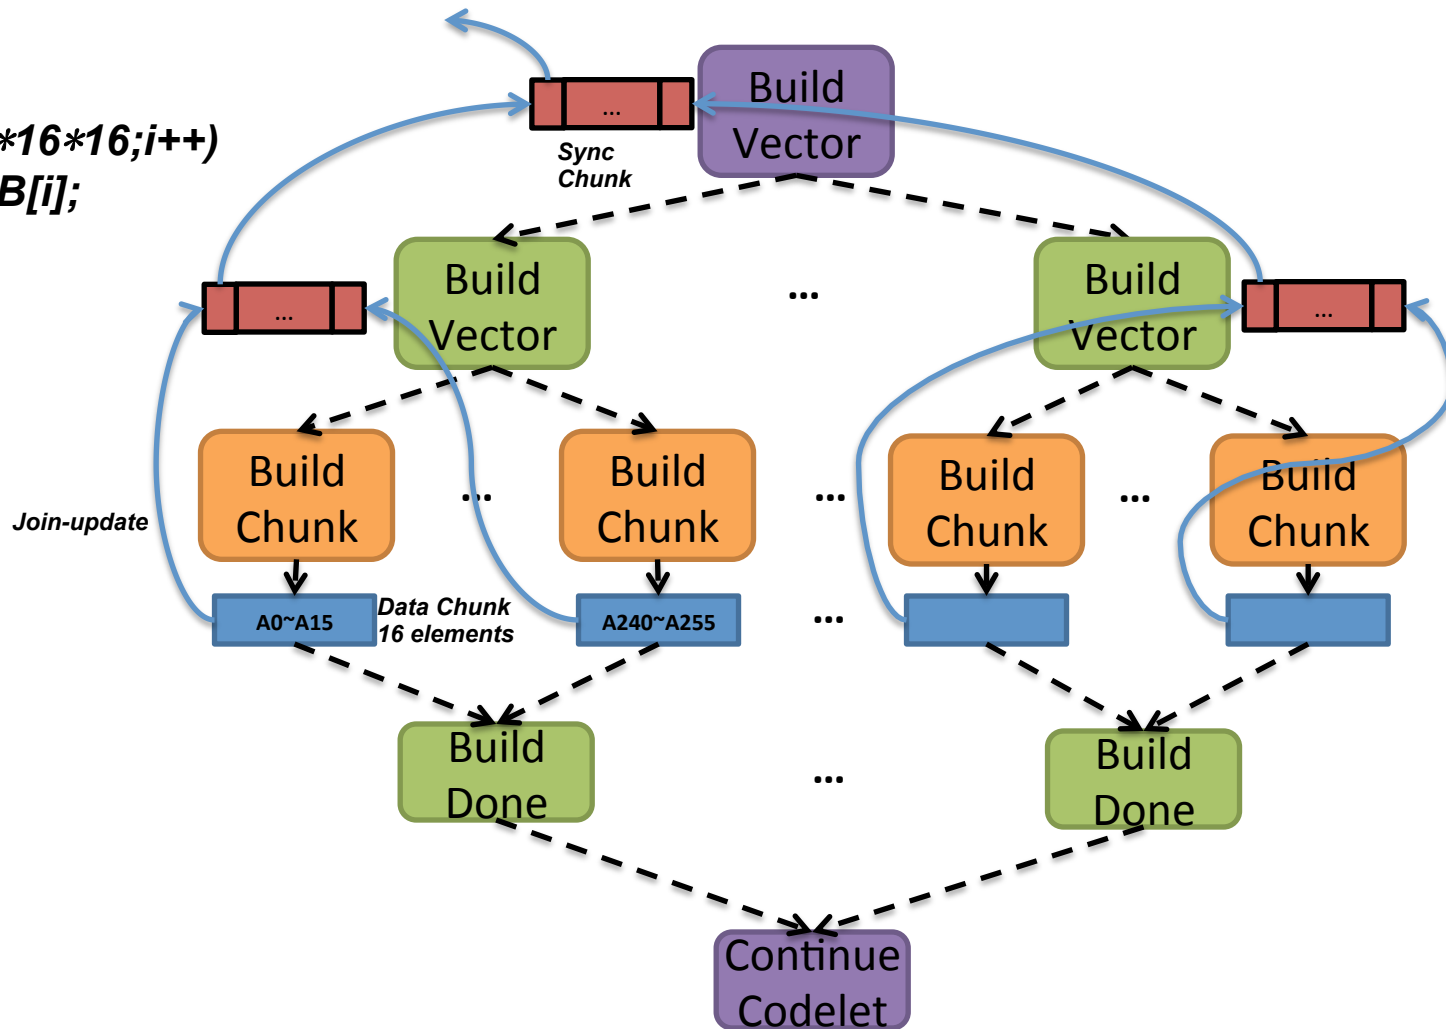 Build
Vector
...
Sync
Chunk
*16*16;i++)
B[i];
Build
Vector
...
Build
Vector
...
...
Build
Chunk
...
Build
Chunk
...
Build
Chunk
...
Build
Chunk
Join-update
A0~A15
Data Chunk
16 elements
A240~A255
...
Build
Done
...
Build
Done
Continue
Codelet